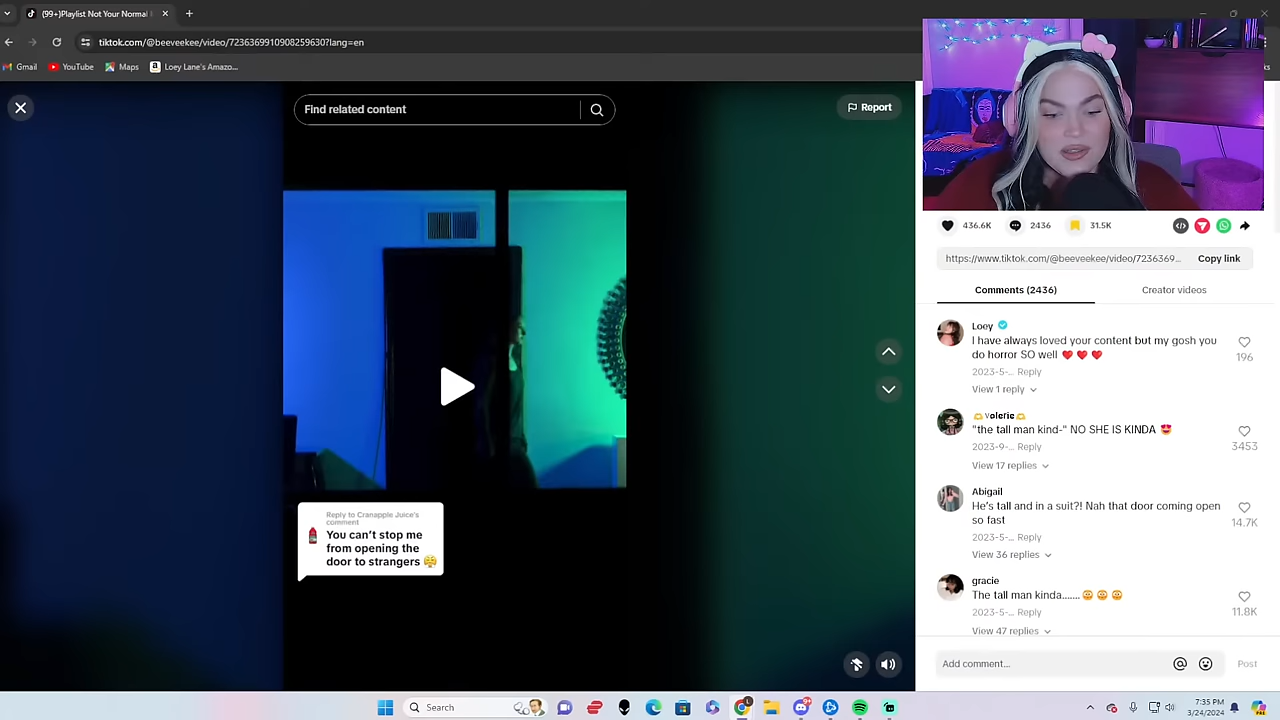 (99+)Playlist Not Your Normal
tiktok.com/@beeveekee/video/7236369515908259630?lang=en
Gmail
YouTube
Maps
Loey Lane's Amazo...
Find related content
Report
Reply to Cranapple Juice's
comment
You can't stop me
from opening the
door to strangers 😤
436.6K
2436
31.5K
https://www.tiktok.com/@beeveekee/video/7236369...
Copy link
Comments (2436)
Creator videos
Loey
I have always loved your content but my gosh you
do horror SO well ❤️ ❤️ ❤️
196
2023-5-... Reply
View 1 reply
🫶Valerie🫶
"the tall man kind-" NO SHE IS KINDA 😍
3453
2023-9-... Reply
View 17 replies
Abigail
He's tall and in a suit?! Nah that door coming open
so fast
14.7K
2023-5-... Reply
View 36 replies
gracie
The tall man kinda....... 😳 😳 😳
11.8K
2023-5-... Reply
View 47 replies
Add comment...
Post
Search
7:35 PM
3/24/2024